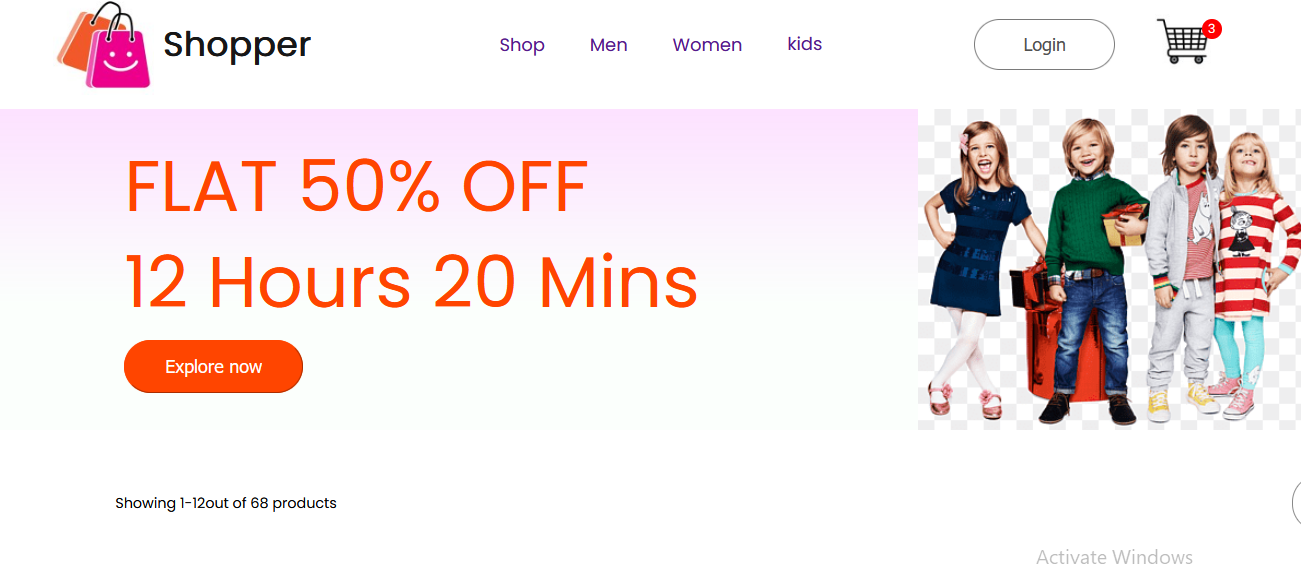 Shopper
Shop Men Women kids
Login
3
FLAT 50% OFF
12 Hours 20 Mins
Explore now
Showing 1-12out of 68 products
Activate Windows